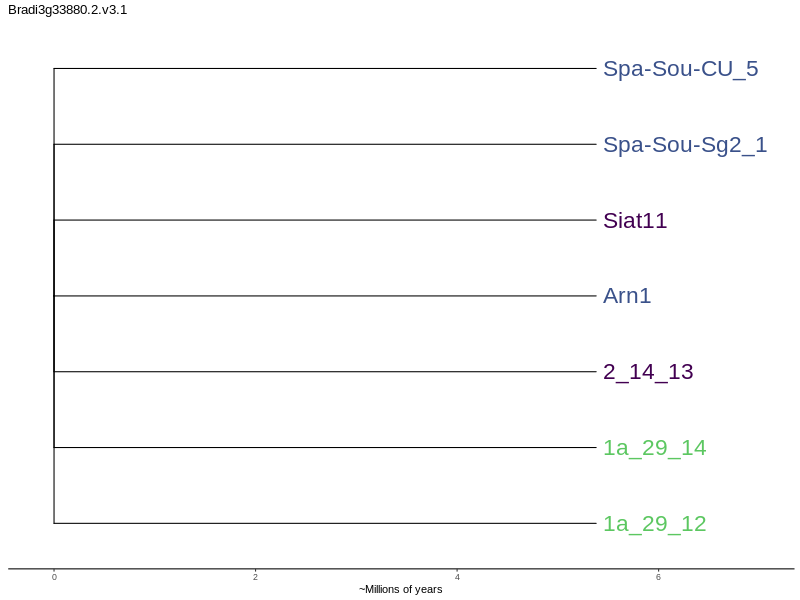 Bradi3g33880.2.v3.1
Spa-Sou-CU_5
Spa-Sou-Sg2_1
Siat11
Arn1
2_14_13
1a_29_14
1a_29_12
0 2 4 6
~Millions of years